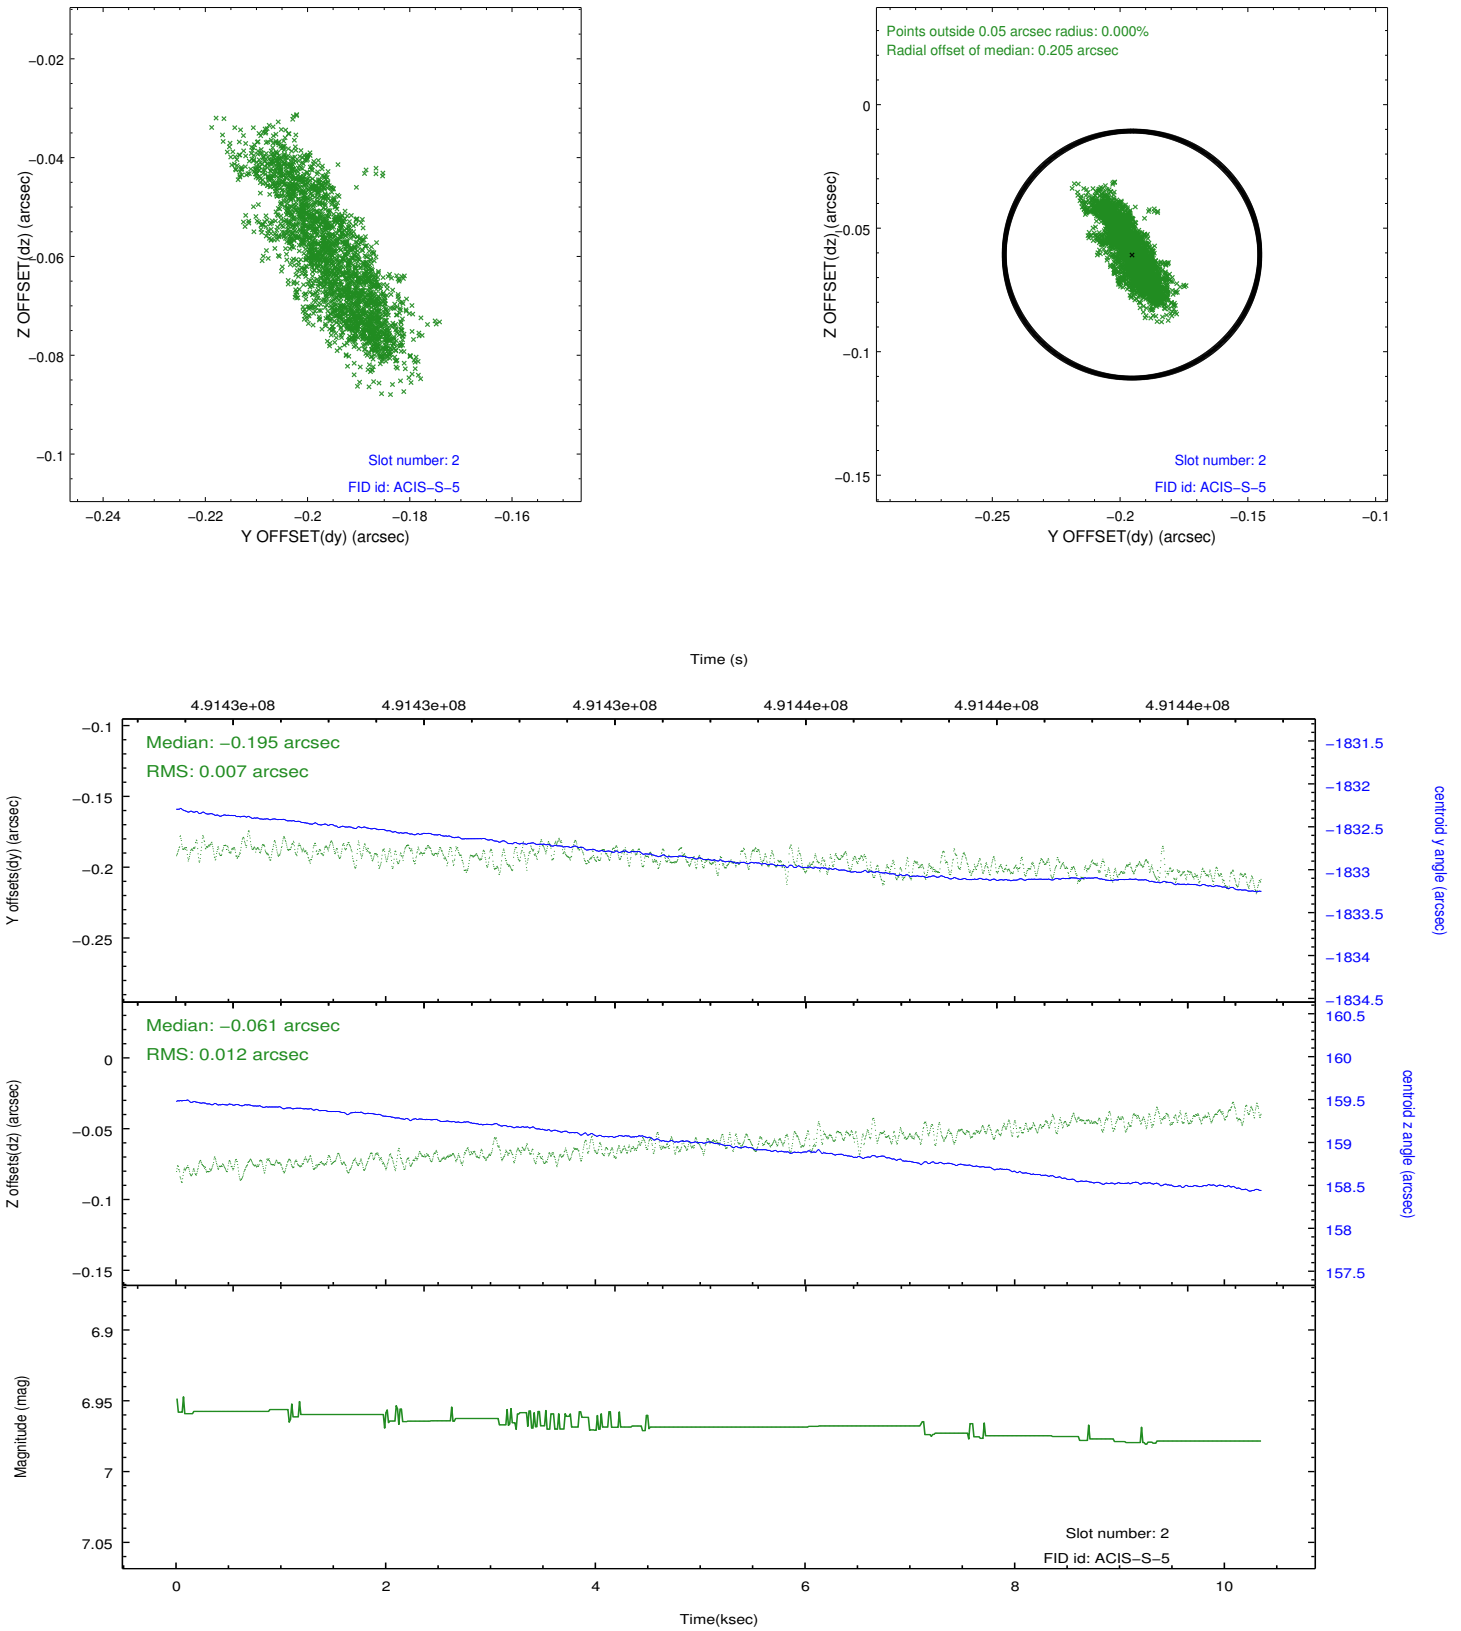 −0.02
−0.04
−0.06
−0.08
−0.1
Z OFFSET(dz) (arcsec)
Slot number: 2
FID id: ACIS−S−5
−0.24
−0.22
−0.2
−0.18
−0.16
Y OFFSET(dy) (arcsec)
Points outside 0.05 arcsec radius: 0.000%
Radial offset of median: 0.205 arcsec
0
−0.05
−0.1
−0.15
Z OFFSET(dz) (arcsec)
Slot number: 2
FID id: ACIS−S−5
−0.25
−0.2
−0.15
−0.1
Y OFFSET(dy) (arcsec)
Time (s)
4.9143e+08
4.9143e+08
4.9143e+08
4.9144e+08
4.9144e+08
4.9144e+08
Median: −0.195 arcsec
RMS: 0.007 arcsec
−0.1
−0.15
−0.2
−0.25
Y offsets(dy) (arcsec)
−1831.5
−1832
−1832.5
−1833
−1833.5
−1834
−1834.5
centroid y angle (arcsec)
Median: −0.061 arcsec
RMS: 0.012 arcsec
0
−0.05
−0.1
−0.15
Z offsets(dz) (arcsec)
160.5
160
159.5
159
158.5
158
157.5
centroid z angle (arcsec)
6.9
6.95
7
7.05
Magnitude (mag)
Slot number: 2
FID id: ACIS−S−5
0
2
4
6
8
10
Time(ksec)